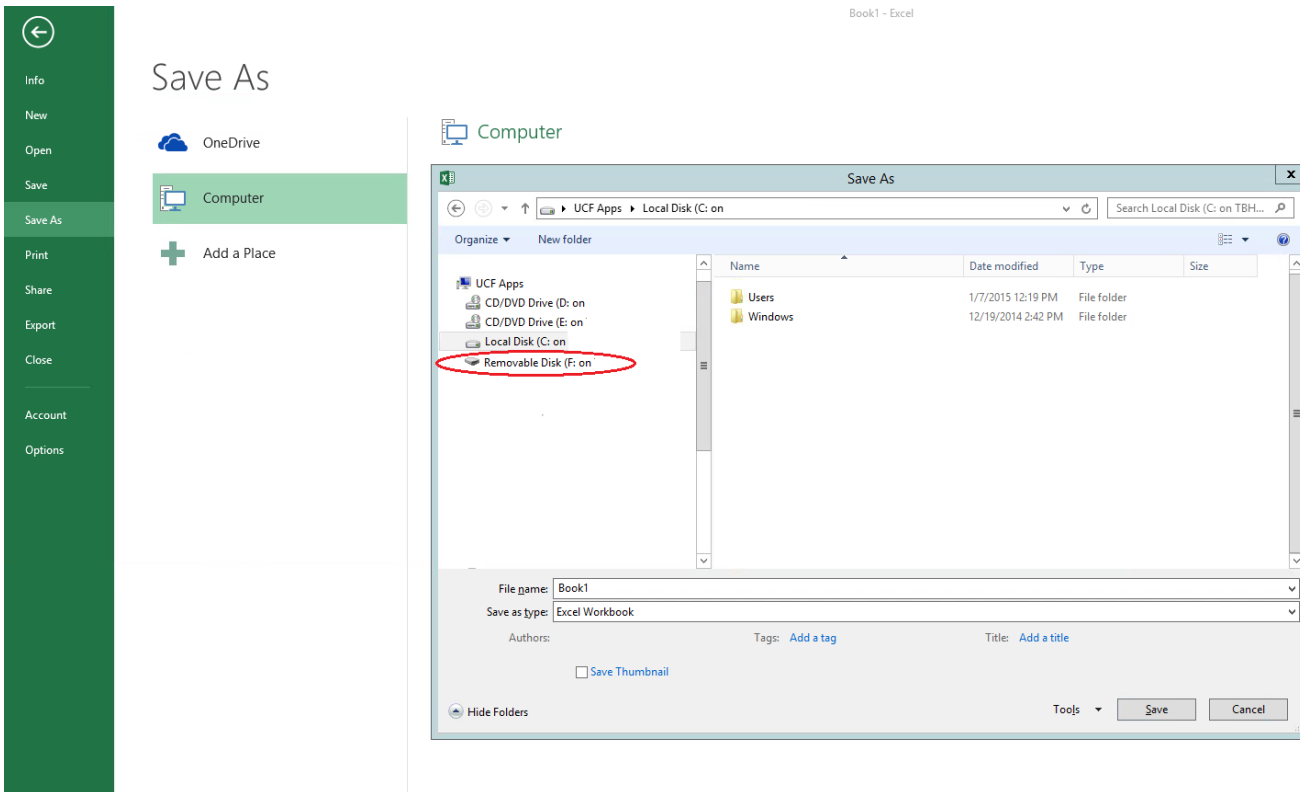 Book1 - Excel
Info
New
Open
Save
Save As
Print
Share
Export
Close
Account
Options
Save As
OneDrive
Computer
Add a Place
Computer
Save As
UCF Apps Local Disk (C: on
Search Local Disk (C: on TBH...
Organize New folder
UCF Apps
CD/DVD Drive (D: on
CD/DVD Drive (E: on
Local Disk (C: on
Removable Disk (F: on
Name Date modified Type Size
Users 1/7/2015 12:19 PM File folder
Windows 12/19/2014 2:42 PM File folder
File name: Book1
Save as type: Excel Workbook
Authors: Tags: Add a tag Title: Add a title
Save Thumbnail
Hide Folders Tools Save Cancel